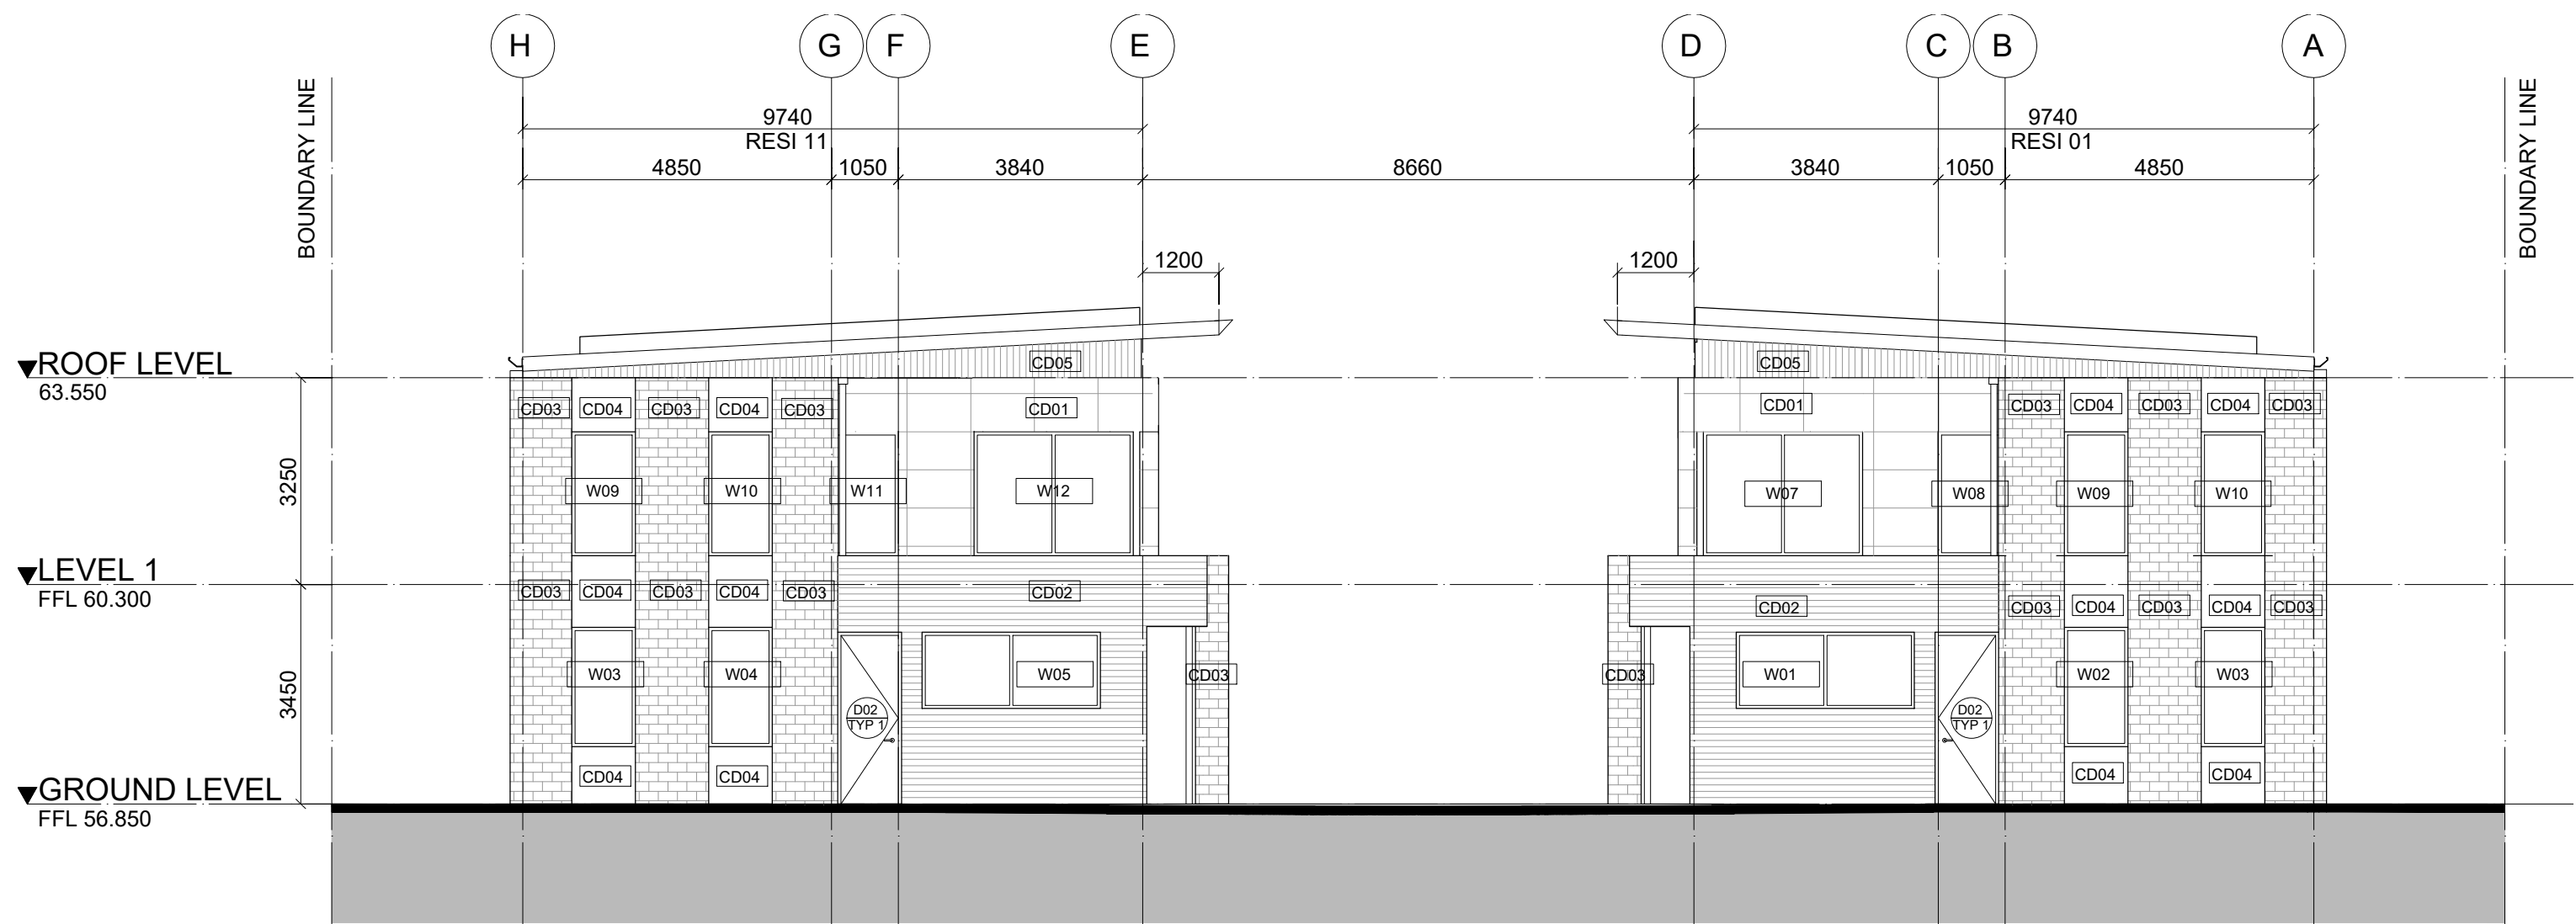 H G F E D C B A
BOUNDARY LINE
BOUNDARY LINE
9740 9740
RESI 11 RESI 01
4850 1050 3840 8660 3840 1050 4850
1200 1200
ROOF LEVEL
63.550
CD05 CD05
CD03 CD04 CD03 CD04 CD03 CD01 CD01 CD03 CD04 CD03 CD04 CD03
3250
W09 W10 W11 W12 W07 W08 W09 W10
LEVEL 1
FFL 60.300
CD03 CD04 CD03 CD04 CD03 CD02 CD02 CD03 CD04 CD03 CD04 CD03
3450
W03 W04 W05 CD03 CD03 W01 W02 W03
D02 D02
TYP 1 TYP 1
CD04 CD04 CD04 CD04
GROUND LEVEL
FFL 56.850